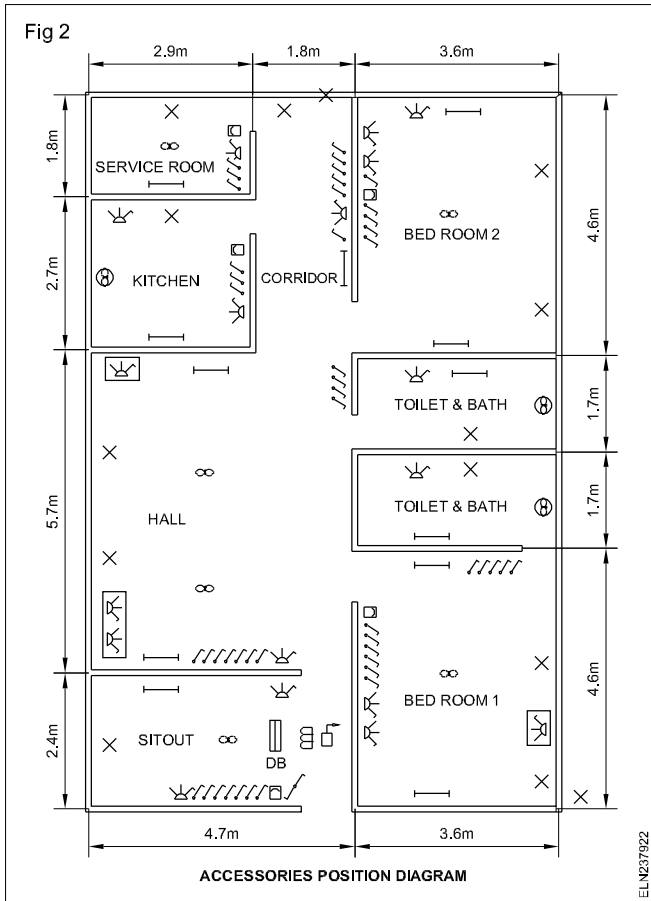 Fig 2
2.9m
1.8m
3.6m
1.8m
SERVICE ROOM
BED ROOM 2
4.6m
2.7m
KITCHEN
CORRIDOR
TOILET & BATH
1.7m
5.7m
HALL
TOILET & BATH
1.7m
BED ROOM 1
4.6m
2.4m
SITOUT
DB
4.7m
3.6m
ACCESSORIES POSITION DIAGRAM
ELN237922